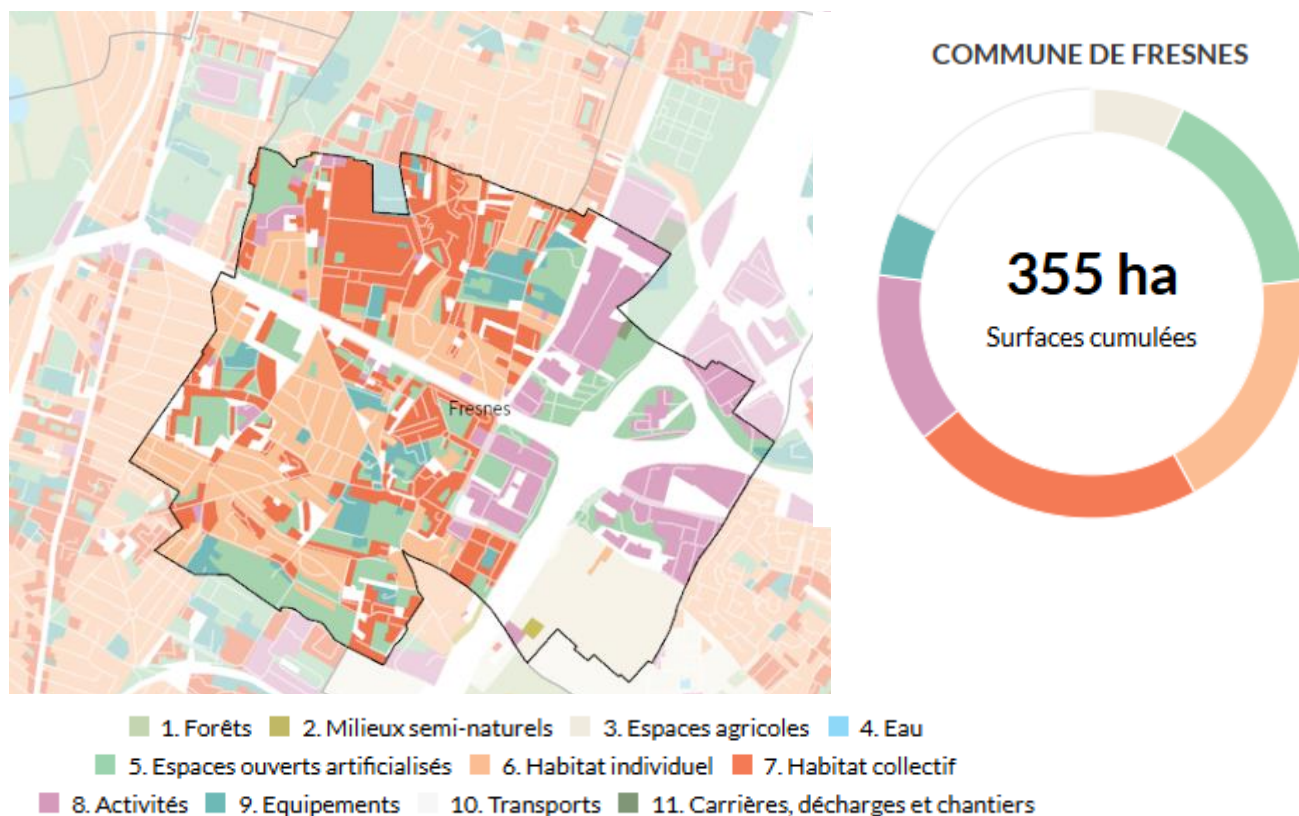 COMMUNE DE FRESNES
355 ha
Surfaces cumulées
Fresnes
1. Forêts 2. Milieux semi-naturels 3. Espaces agricoles 4. Eau
5. Espaces ouverts artificialisés 6. Habitat individuel 7. Habitat collectif
8. Activités 9. Equipements 10. Transports 11. Carrières, décharges et chantiers